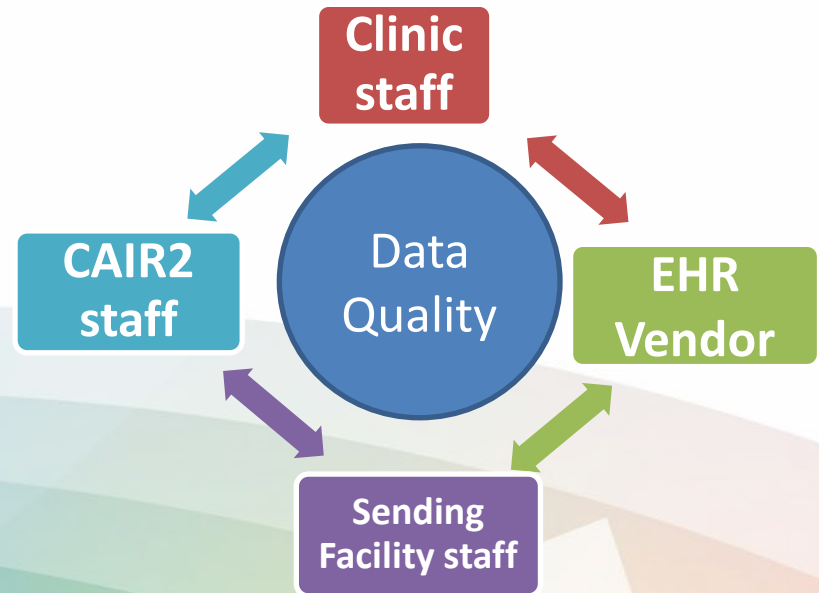 Clinic
staff
CAIR2
staff
Data
Quality
EHR
Vendor
Sending
Facility staff